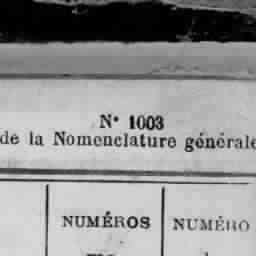 N° 1003
de la Nomenclature générale
NUMÉROS NUMÉRO